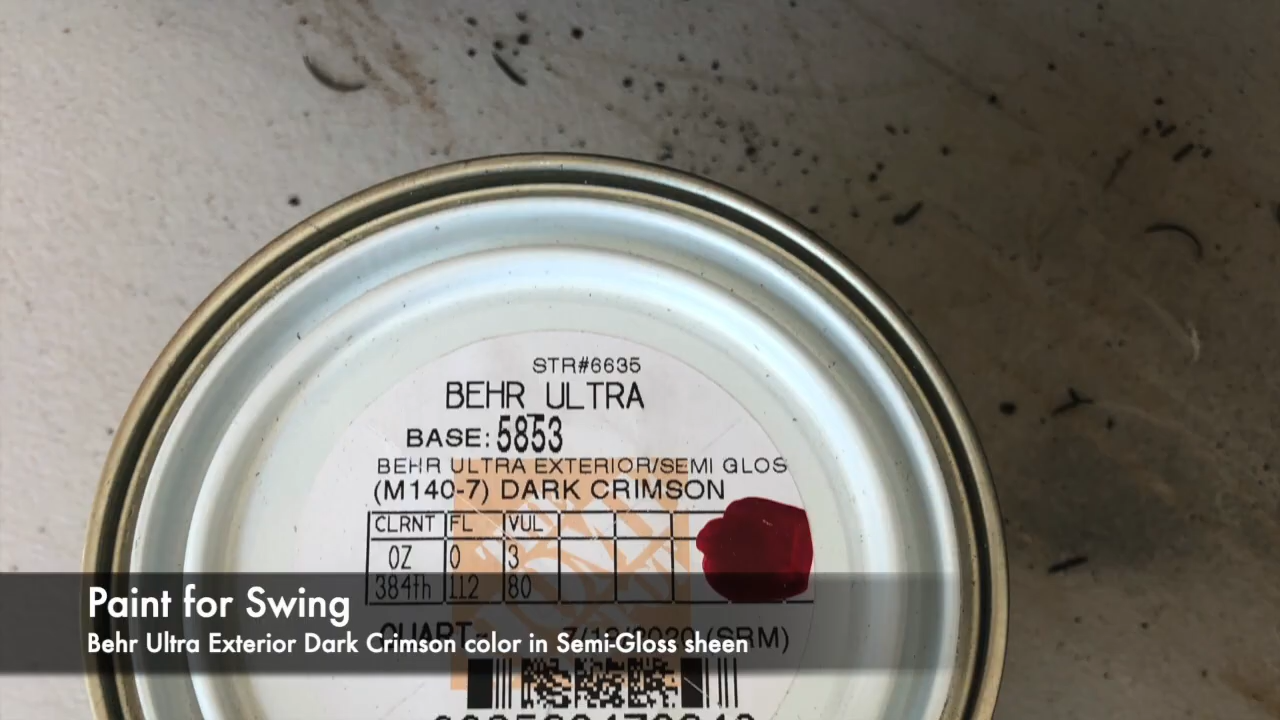 STR#6635
BEHR ULTRA
BASE: 5853
BEHR ULTRA EXTERIOR/SEMI GLOS
(M140-7) DARK CRIMSON
CLRNT FL VUL
OZ 0 3
384th 112 80
Paint for Swing
QUART- (SRM)
Behr Ultra Exterior Dark Crimson color in Semi-Gloss sheen